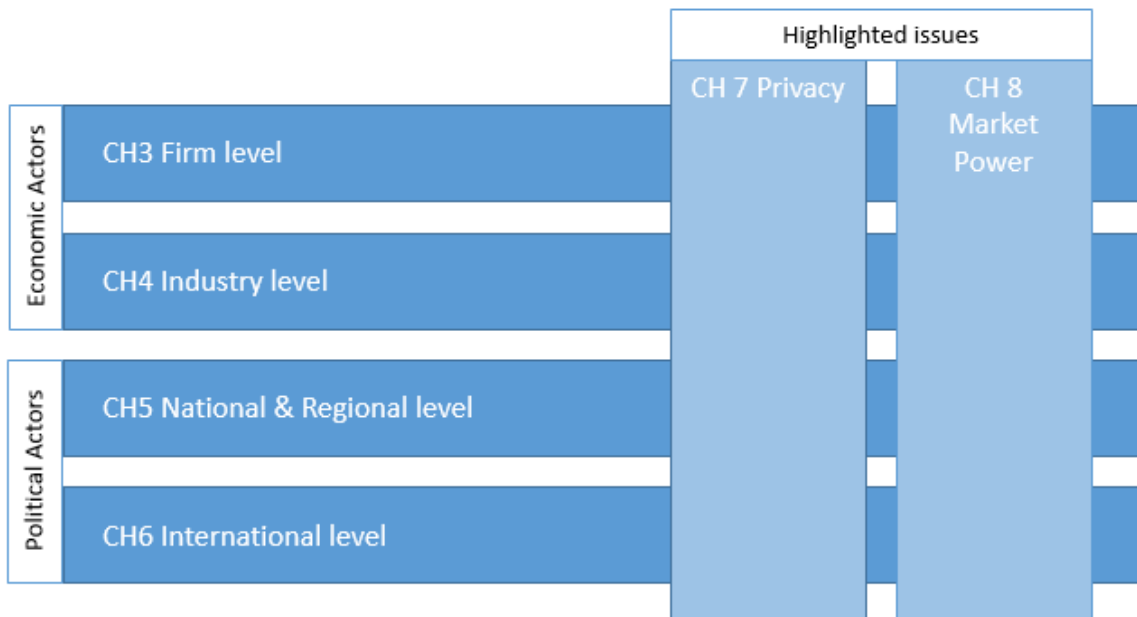 Highlighted issues
CH 7 Privacy
CH 8
Market
Power
Economic Actors
CH3 Firm level
CH4 Industry level
Political Actors
CH5 National & Regional level
CH6 International level